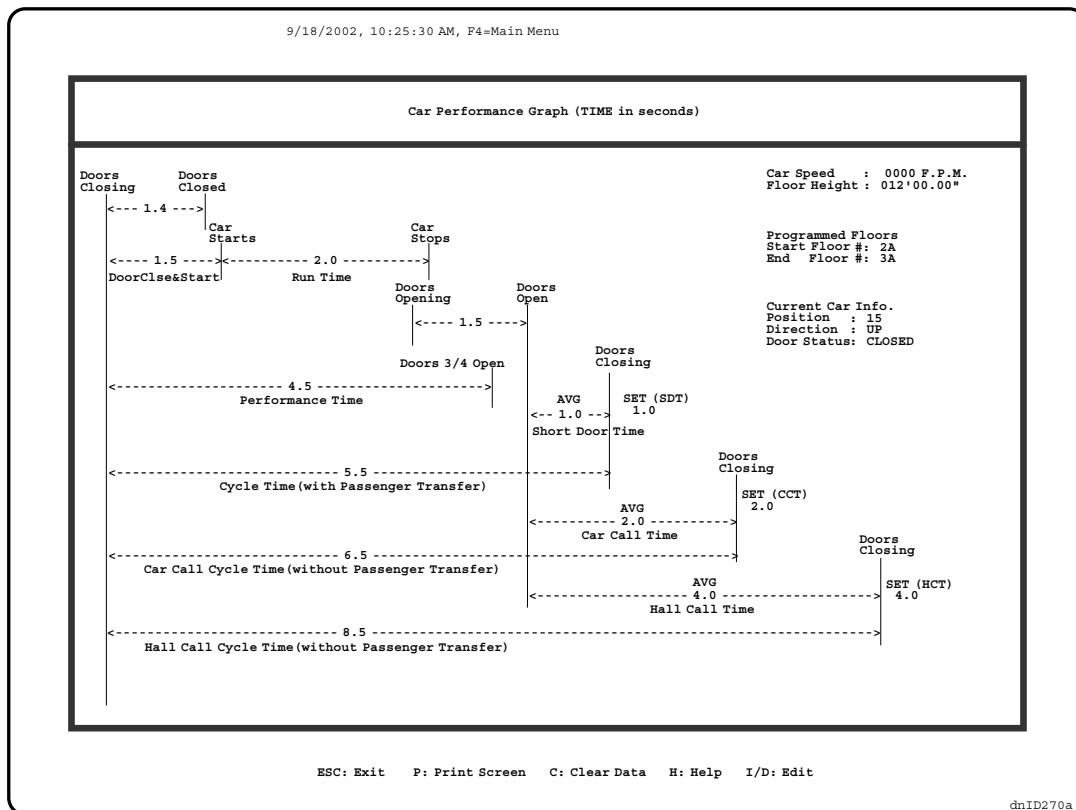 9/18/2002, 10:25:30 AM, F4=Main Menu
Car Performance Graph (TIME in seconds)
Doors Closing
Doors Closed
<--- 1.4 --->
Car Starts
Car Stops
<---- 1.5 ---->
<--------- 2.0 --------->
DoorClse&Start
Run Time
Doors Opening
Doors Open
<---- 1.5 ---->
Doors 3/4 Open
<---------------------- 4.5 ---------------------->
Performance Time
Doors Closing
AVG
SET (SDT)
<-- 1.0 -->
1.0
Short Door Time
<----------------------------- 5.5 ----------------------------->
Cycle Time(with Passenger Transfer)
Doors Closing
SET (CCT)
AVG
2.0
<----------- 2.0 ---------->
Car Call Time
<---------------------------- 6.5 ------------------------------------------->
Car Call Cycle Time(without Passenger Transfer)
Doors Closing
AVG
SET (HCT)
<-------------------- 4.0 ------------------->
4.0
Hall Call Time
<---------------------------- 8.5 ------------------------------------------------------------>
Hall Call Cycle Time(without Passenger Transfer)
Car Speed : 0000 F.P.M.
Floor Height : 012'00.00"
Programmed Floors
Start Floor #: 2A
End Floor #: 3A
Current Car Info.
Position : 15
Direction : UP
Door Status: CLOSED
ESC: Exit P: Print Screen C: Clear Data H: Help I/D: Edit
dnID270a